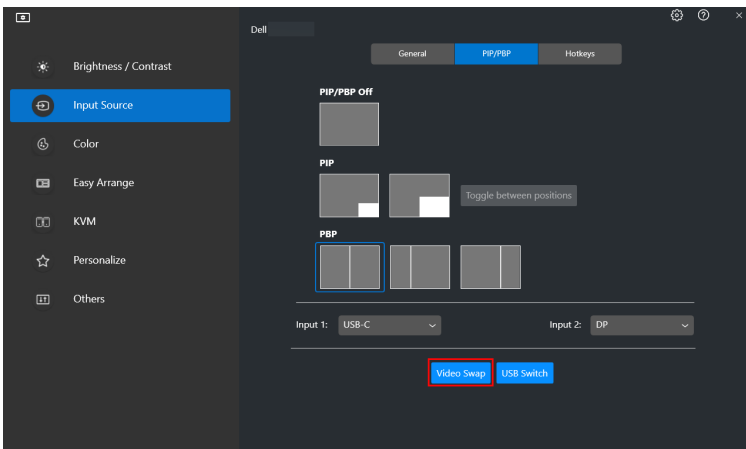 Dell
General PIP/PBP Hotkeys
Brightness / Contrast
Input Source
Color
Easy Arrange
KVM
Personalize
Others
PIP/PBP Off
PIP
Toggle between positions
PBP
Input 1: USB-C Input 2: DP
Video Swap USB Switch